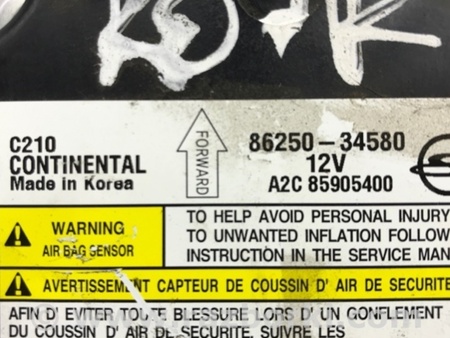 C210
CONTINENTAL
Made in Korea
FORWARD
86250-34580
12V
A2C 85905400
WARNING
AIR BAG SENSOR
TO HELP AVOID PERSONAL INJURY
TO UNWANTED INFLATION FOLLOW
INSTRUCTION IN THE SERVICE MAN
AVERTISSEMENT CAPTEUR DE COUSSIN D' AIR DE SECURITE
AFIN D' EVITER TOUTE BLESSURE LORS D' UN GONFLEMENT
DU COUSSIN D' AIR DE SECURITE, SUIVRE LES